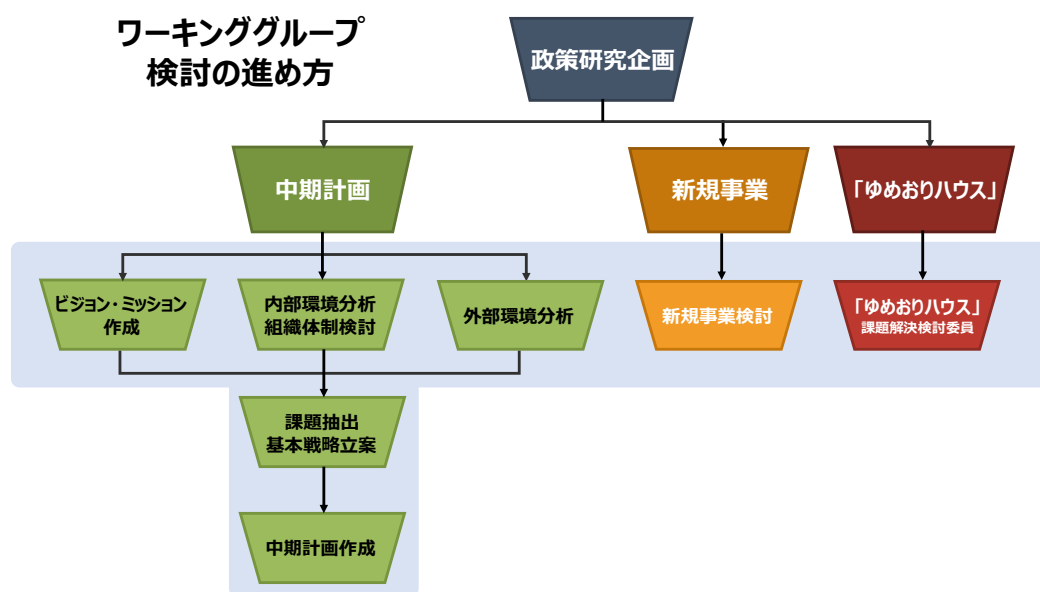 ワーキンググループ
検討の進め方
政策研究企画
中期計画
新規事業
「ゆめおりハウス」
ビジョン・ミッション
作成
内部環境分析
組織体制検討
外部環境分析
新規事業検討
「ゆめおりハウス」
課題解決検討委員
課題抽出
基本戦略立案
中期計画作成